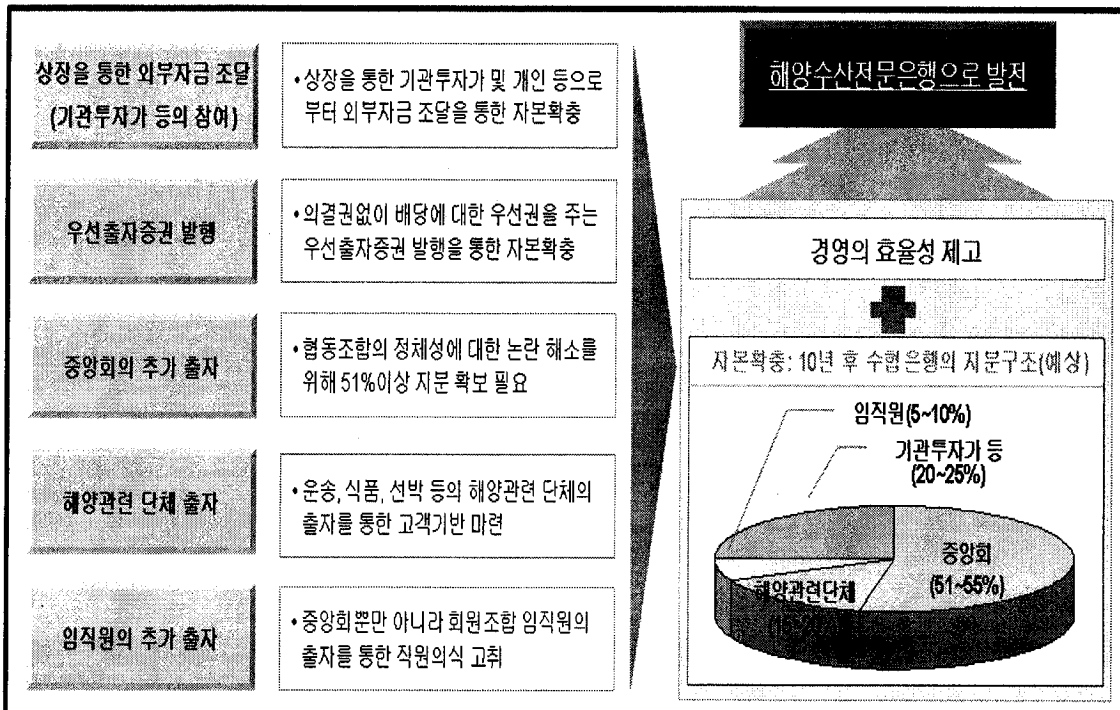 상장을 통한 외부자금 조달
(기관투자가 등의 참여)
• 상장을 통한 기관투자가 및 개인 등으로
부터 외부자금 조달을 통한 자본확충
우선출자증권 발행
• 의결권없이 배당에 대한 우선권을 주는
우선출자증권 발행을 통한 자본확충
중앙회의 추가 출자
• 협동조합의 정체성에 대한 논란 해소를
위해 51%이상 지분 확보 필요
해양관련 단체 출자
• 운송, 식품, 선박 등의 해양관련 단체의
출자를 통한 고객기반 마련
임직원의 추가 출자
• 중앙회뿐만 아니라 회원조합 임직원의
출자를 통한 직원의식 고취
해양수산전문은행으로 발전
경영의 효율성 제고
자본확충: 10년 후 수협은행의 지분구조(예상)
임직원(5~10%)
기관투자가 등
(20~25%)
중앙회
(51~55%)
해양관련단체